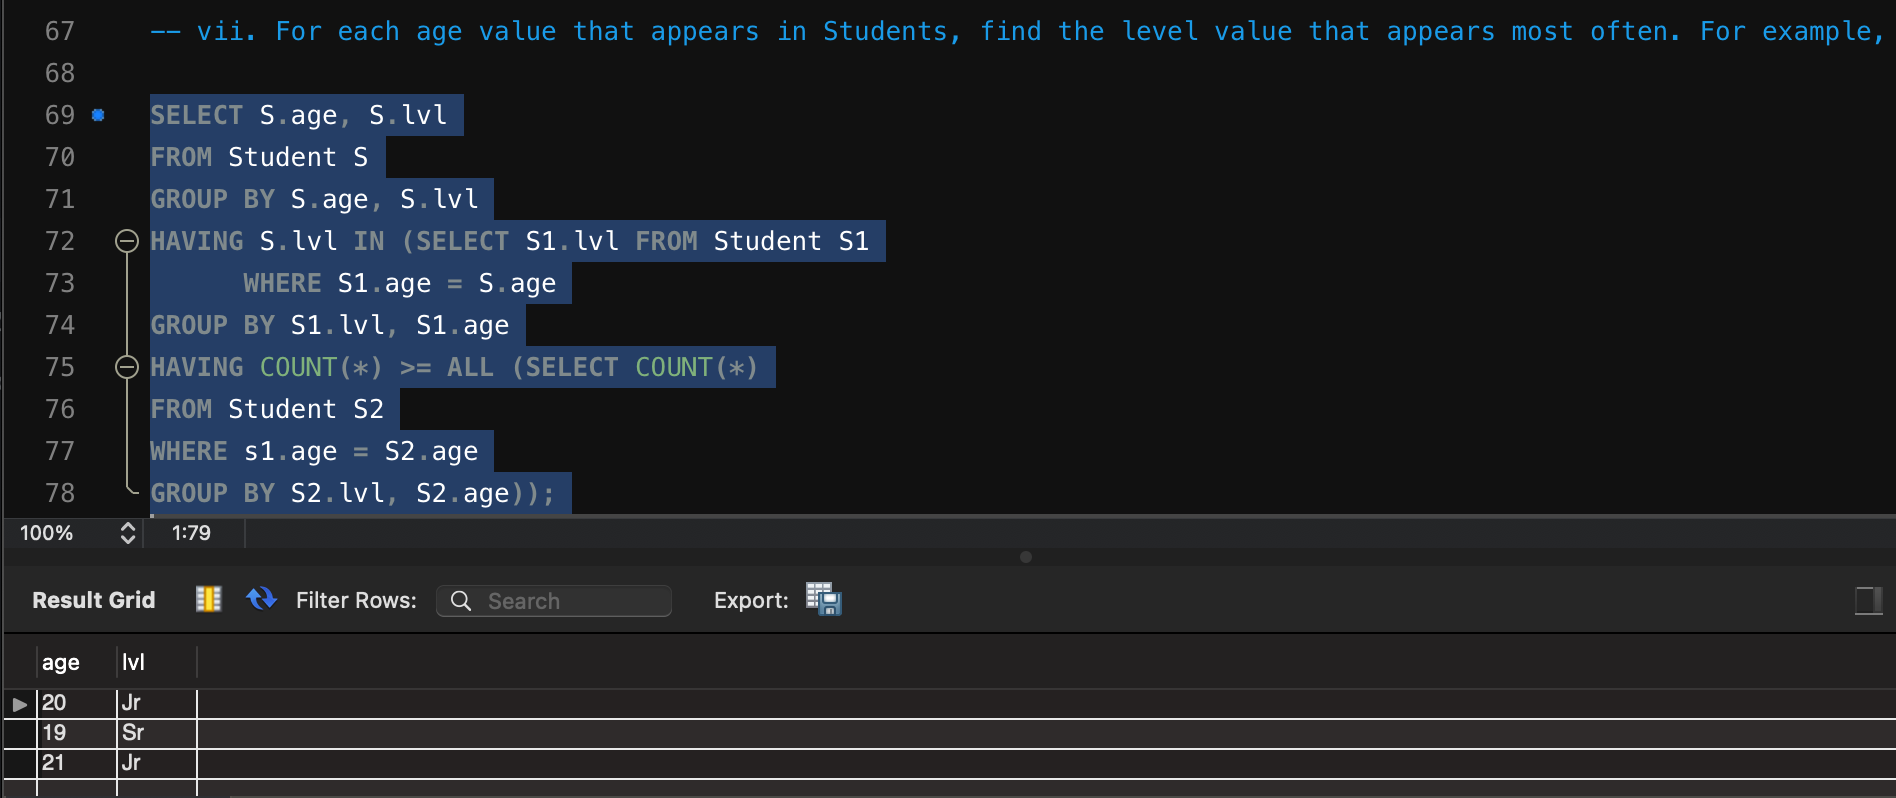 67 -- vii. For each age value that appears in Students, find the level value that appears most often. For example,
68
69 SELECT S.age, S.lvl
70 FROM Student S
71 GROUP BY S.age, S.lvl
72 HAVING S.lvl IN (SELECT S1.lvl FROM Student S1
73 WHERE S1.age = S.age
74 GROUP BY S1.lvl, S1.age
75 HAVING COUNT(*) >= ALL (SELECT COUNT(*)
76 FROM Student S2
77 WHERE s1.age = S2.age
78 GROUP BY S2.lvl, S2.age));
100% 1:79
Result Grid Filter Rows: Search Export:
age lvl
20 Jr
19 Sr
21 Jr